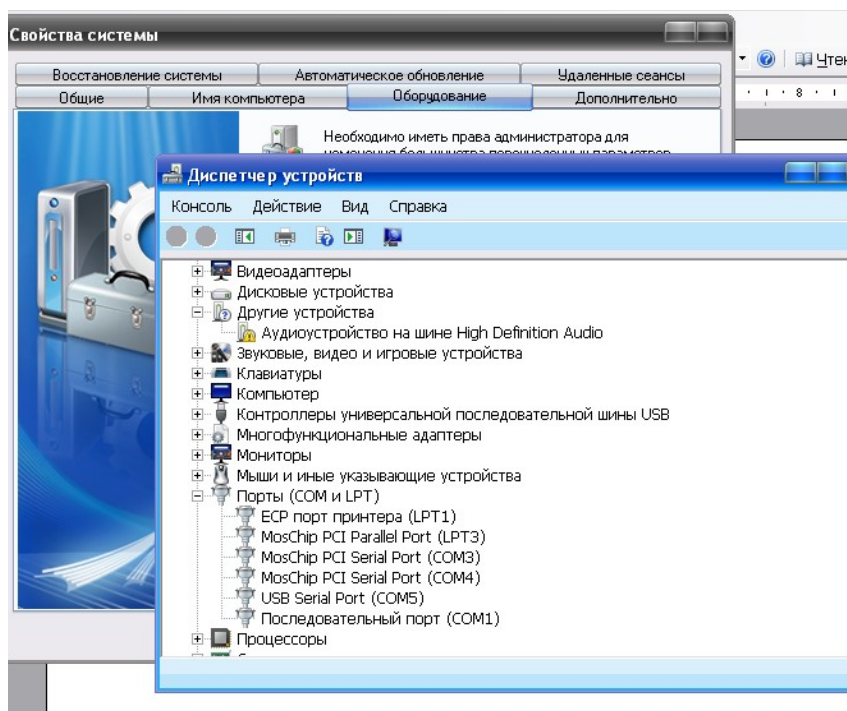 Свойства системы
Чтен
Восстановление системы Автоматическое обновление Удаленные сеансы
Общие Имя компьютера Оборудование Дополнительно
8
Необходимо иметь права администратора для
Диспетчер устройств
Консоль Действие Вид Справка
Видеоадаптеры
Дисковые устройства
Другие устройства
Аудиоустройство на шине High Definition Audio
Звуковые, видео и игровые устройства
Клавиатуры
Компьютер
Контроллеры универсальной последовательной шины USB
Многофункциональные адаптеры
Мониторы
Мыши и иные указывающие устройства
Порты (COM и LPT)
ECP порт принтера (LPT1)
MosChip PCI Parallel Port (LPT3)
MosChip PCI Serial Port (COM3)
MosChip PCI Serial Port (COM4)
USB Serial Port (COM5)
Последовательный порт (COM1)
Процессоры